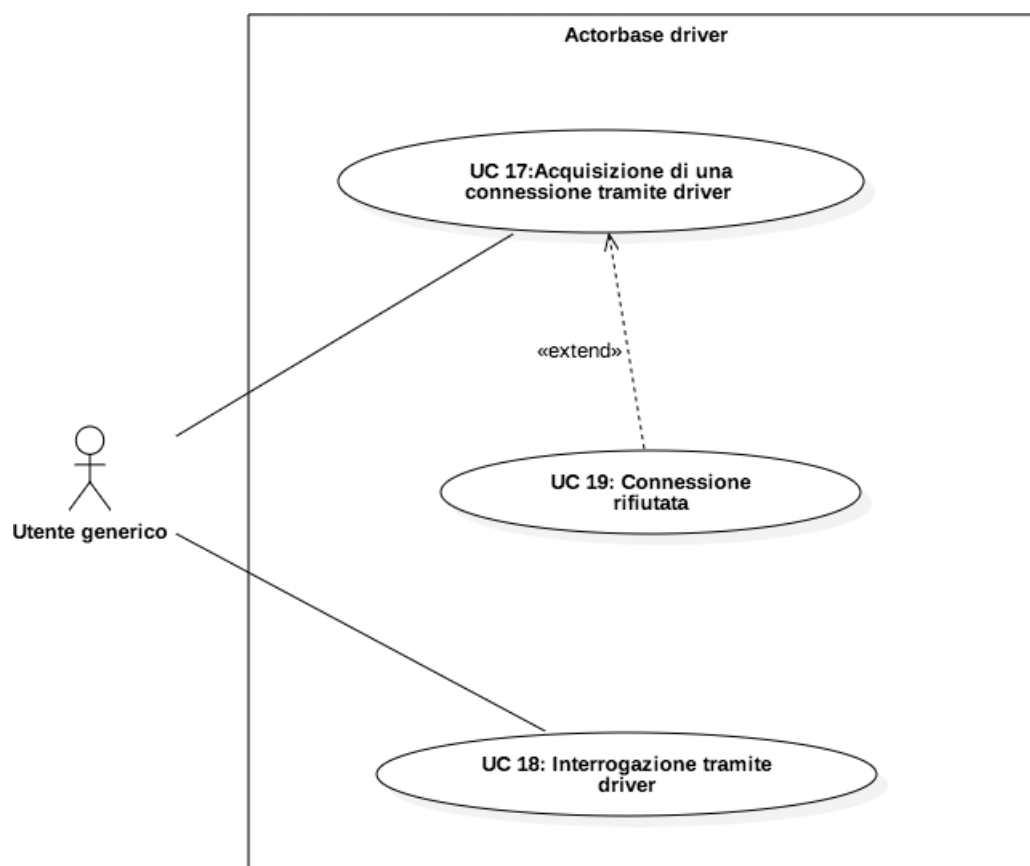 Actorbase driver
UC 17:Acquisizione di una
connessione tramite driver
«extend»
UC 19: Connessione
rifiutata
Utente generico
UC 18: Interrogazione tramite
driver